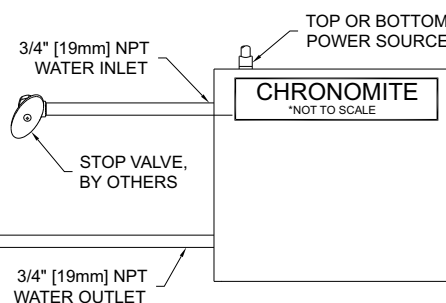 TOP OR BOTTOM
POWER SOURCE
3/4" [19mm] NPT
WATER INLET
CHRONOMITE
*NOT TO SCALE
STOP VALVE,
BY OTHERS
3/4" [19mm] NPT
WATER OUTLET